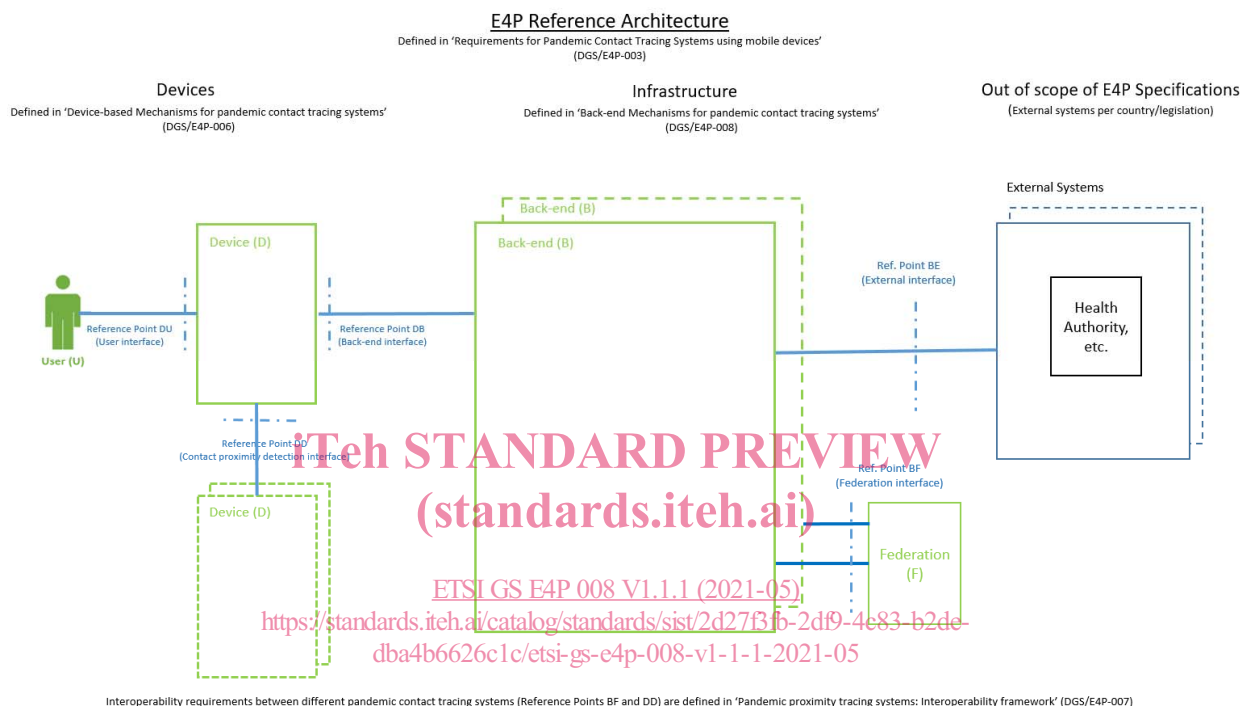 E4P Reference Architecture
Defined in ‘Requirements for Pandemic Contact Tracing Systems using mobile devices’
(DGS/E4P-003)
Devices
Defined in ‘Device-based Mechanisms for pandemic contact tracing systems’
(DGS/E4P-006)
Infrastructure
Defined in ‘Back-end Mechanisms for pandemic contact tracing systems’
(DGS/E4P-008)
Out of scope of E4P Specifications
(External systems per country/legislation)
External Systems
Back-end (B)
Back-end (B)
Device (D)
Ref. Point BE
(External interface)
Health
Authority,
etc.
Reference Point DU
(User interface)
Reference Point DB
(Back-end interface)
User (U)
Reference Point DD
(Contact proximity detection interface)
iTeh STANDARD PREVIEW
(standards.iteh.ai)
Ref. Point BF
(Federation interface)
Device (D)
Federation
(F)
ETSI GS E4P 008 V1.1.1 (2021-05)
https://standards.iteh.ai/catalog/standards/sist/2d27f3fb-2df9-4c83-b2de-
dba4b6626c1c/etsi-gs-e4p-008-v1-1-1-2021-05
Interoperability requirements between different pandemic contact tracing systems (Reference Points BF and DD) are defined in ‘Pandemic proximity tracing systems: Interoperability framework’ (DGS/E4P-007)